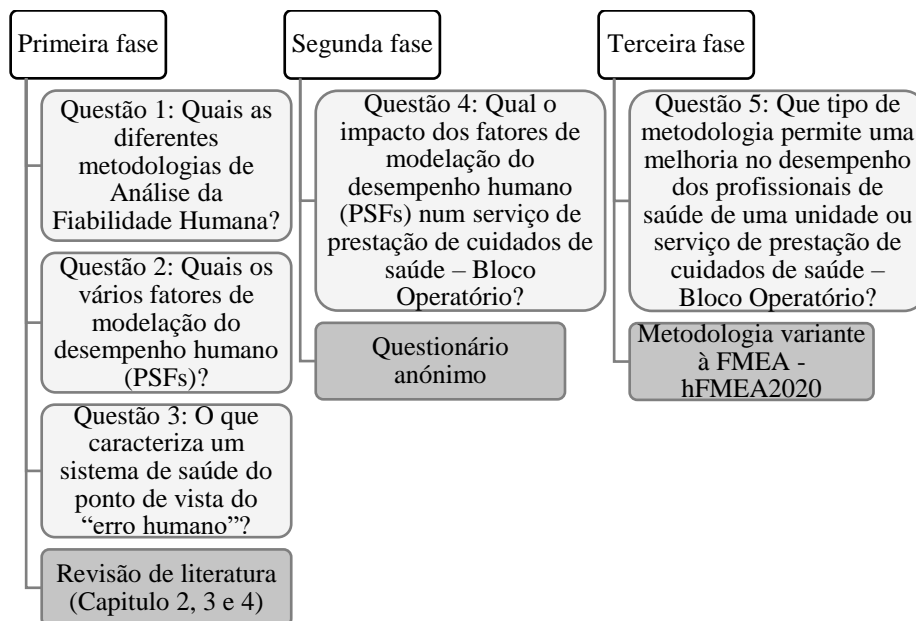 Primeira fase
Questão 1: Quais as
diferentes
metodologias de
Análise da
Fiabilidade Humana?
Questão 2: Quais os
vários fatores de
modelação do
desempenho humano
(PSFs)?
Questão 3: O que
caracteriza um
sistema de saúde do
ponto de vista do
“erro humano”?
Revisão de literatura
(Capitulo 2, 3 e 4)
Segunda fase
Questão 4: Qual o
impacto dos fatores de
modelação do
desempenho humano
(PSFs) num serviço de
prestação de cuidados de
saúde – Bloco
Operatório?
Questionário
anónimo
Terceira fase
Questão 5: Que tipo de
metodologia permite uma
melhoria no desempenho
dos profissionais de
saúde de uma unidade ou
serviço de prestação de
cuidados de saúde –
Bloco Operatório?
Metodologia variante
à FMEA -
hFMEA2020